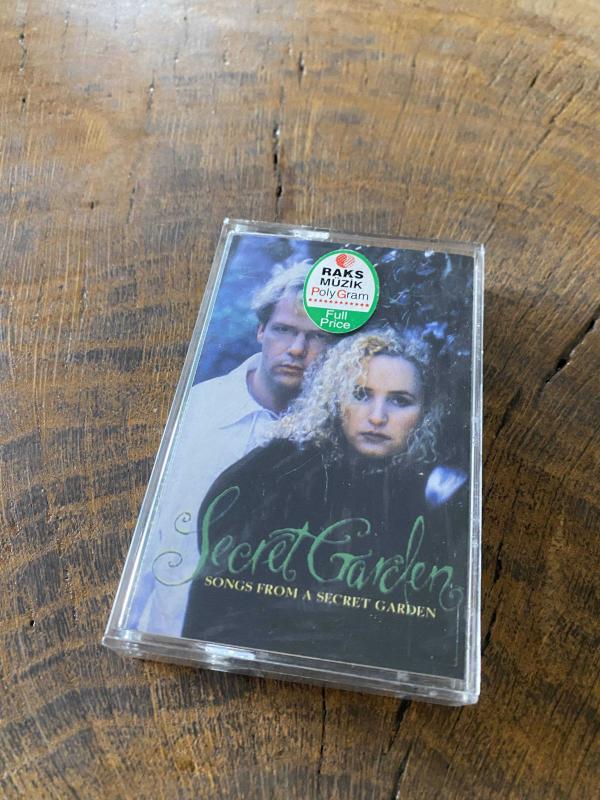 RAKS
MÜZİK
PolyGram
Full
Price
Secret Garden
SONGS FROM A SECRET GARDEN